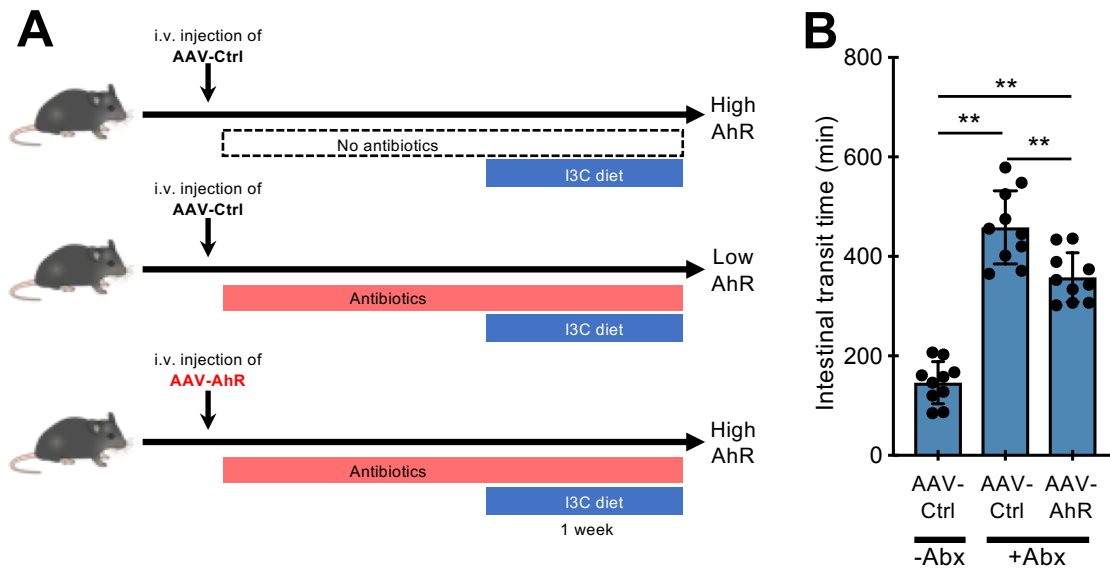 A
i.v. injection of
AAV-Ctrl
High
AhR
No antibiotics
I3C diet
i.v. injection of
AAV-Ctrl
Low
AhR
Antibiotics
I3C diet
i.v. injection of
AAV-AhR
High
AhR
Antibiotics
I3C diet
1 week
B
Intestinal transit time (min)
800
600
400
200
0
**
**
**
AAV-
Ctrl
AAV-
Ctrl
AAV-
AhR
-Abx
+Abx